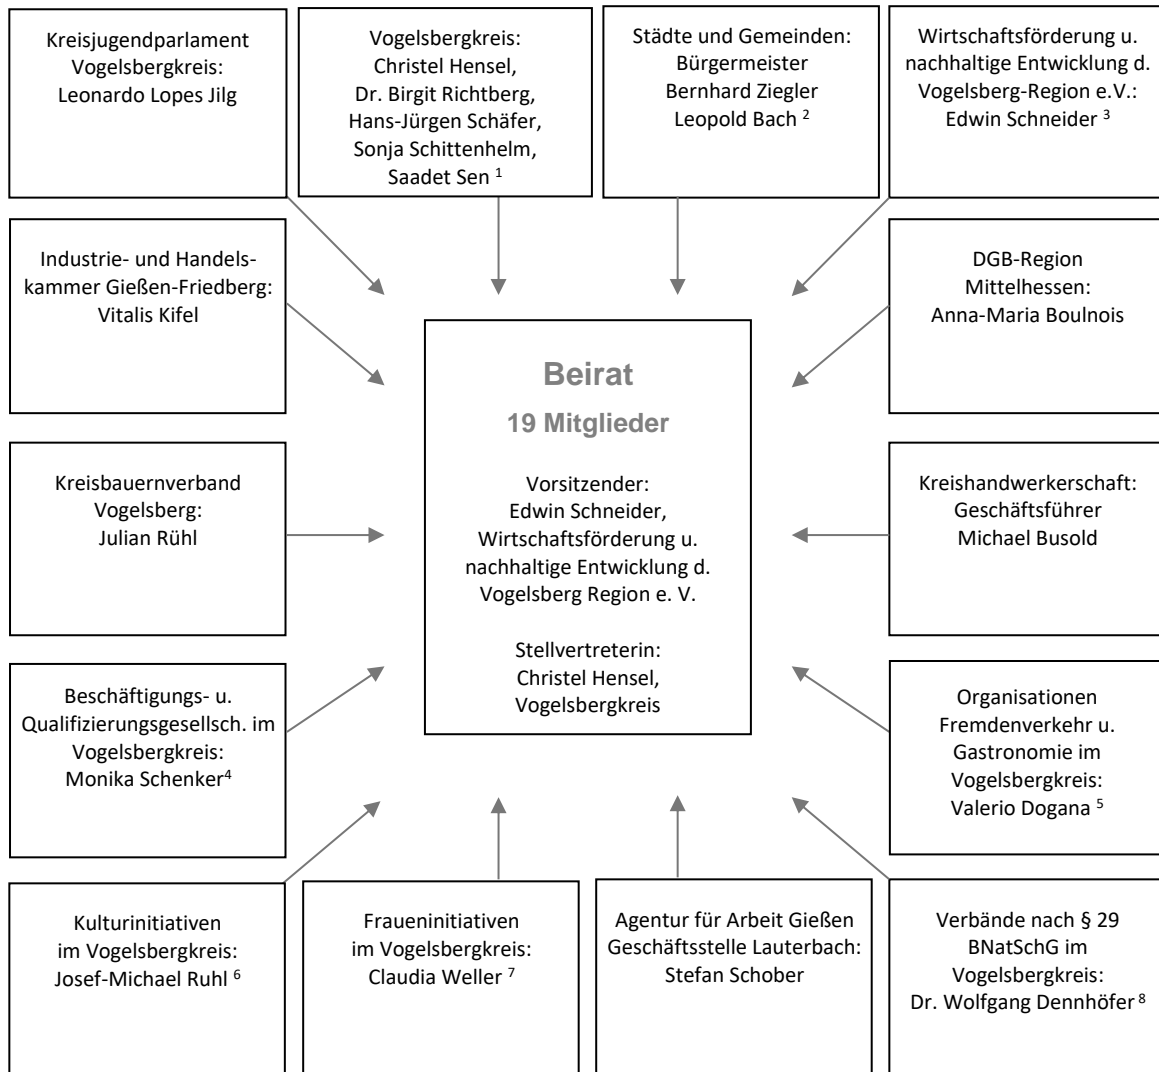 Kreisjugendparlament
Vogelsbergkreis:
Leonardo Lopes Jilg
Vogelsbergkreis:
Christel Hensel,
Dr. Birgit Richtberg,
Hans-Jürgen Schäfer,
Sonja Schittenhelm,
Saadet Sen ¹
Städte und Gemeinden:
Bürgermeister
Bernhard Ziegler
Leopold Bach ²
Wirtschaftsförderung u.
nachhaltige Entwicklung d.
Vogelsberg-Region e.V.:
Edwin Schneider ³
Industrie- und Handels-
kammer Gießen-Friedberg:
Vitalis Kifel
DGB-Region
Mittelhessen:
Anna-Maria Boulnois
Beirat
19 Mitglieder
Vorsitzender:
Edwin Schneider,
Wirtschaftsförderung u.
nachhaltige Entwicklung d.
Vogelsberg Region e. V.
Stellvertreterin:
Christel Hensel,
Vogelsbergkreis
Kreisbauernverband
Vogelsberg:
Julian Rühl
Kreishandwerkerschaft:
Geschäftsführer
Michael Busold
Beschäftigungs- u.
Qualifizierungsgesellsch. im
Vogelsbergkreis:
Monika Schenker⁴
Organisationen
Fremdenverkehr u.
Gastronomie im
Vogelsbergkreis:
Valerio Dogana ⁵
Kulturinitiativen
im Vogelsbergkreis:
Josef-Michael Ruhl ⁶
Fraueninitiativen
im Vogelsbergkreis:
Claudia Weller ⁷
Agentur für Arbeit Gießen
Geschäftsstelle Lauterbach:
Stefan Schober
Verbände nach § 29
BNatSchG im
Vogelsbergkreis:
Dr. Wolfgang Dennhöfer ⁸